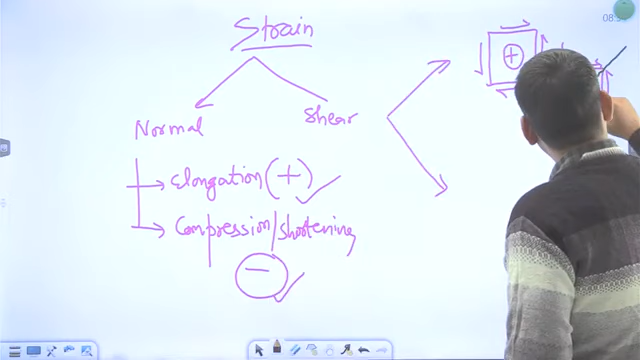 Strain
Normal
Shear
Elongation (+)
Compression/shortening
−
+